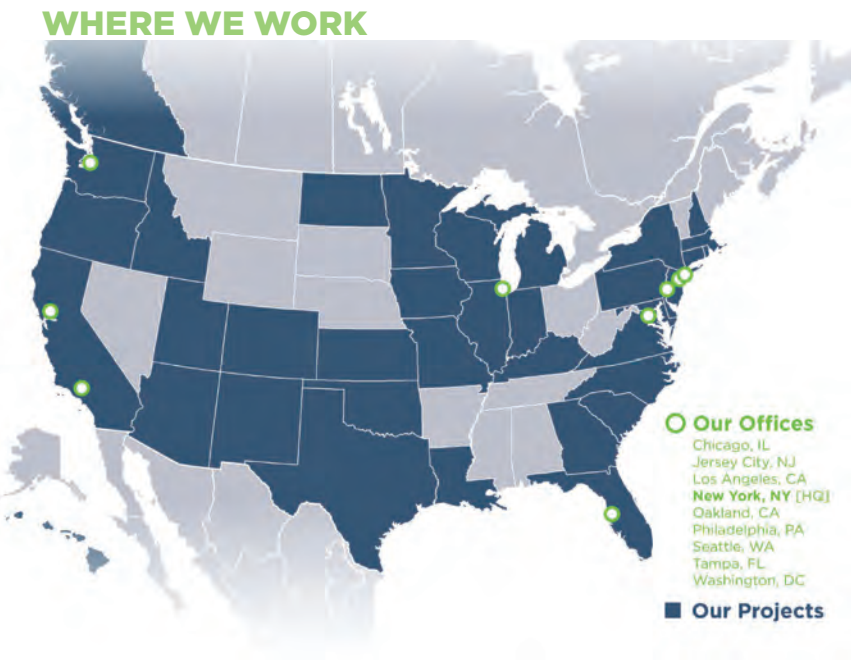 WHERE WE WORK
Our Offices
Chicago, IL
Jersey City, NJ
Los Angeles, CA
New York, NY [HQ]
Oakland, CA
Philadelphia, PA
Seattle, WA
Tampa, FL
Washington, DC
Our Projects